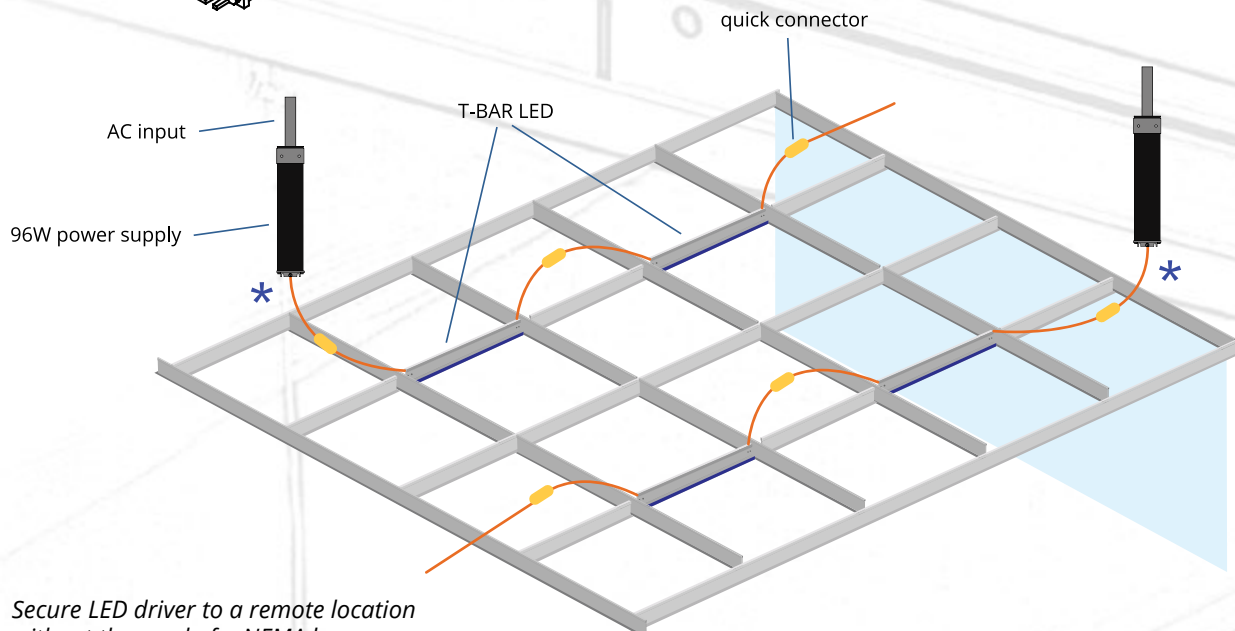 quick connector
T-BAR LED
AC input
96W power supply
*
*
Secure LED driver to a remote location